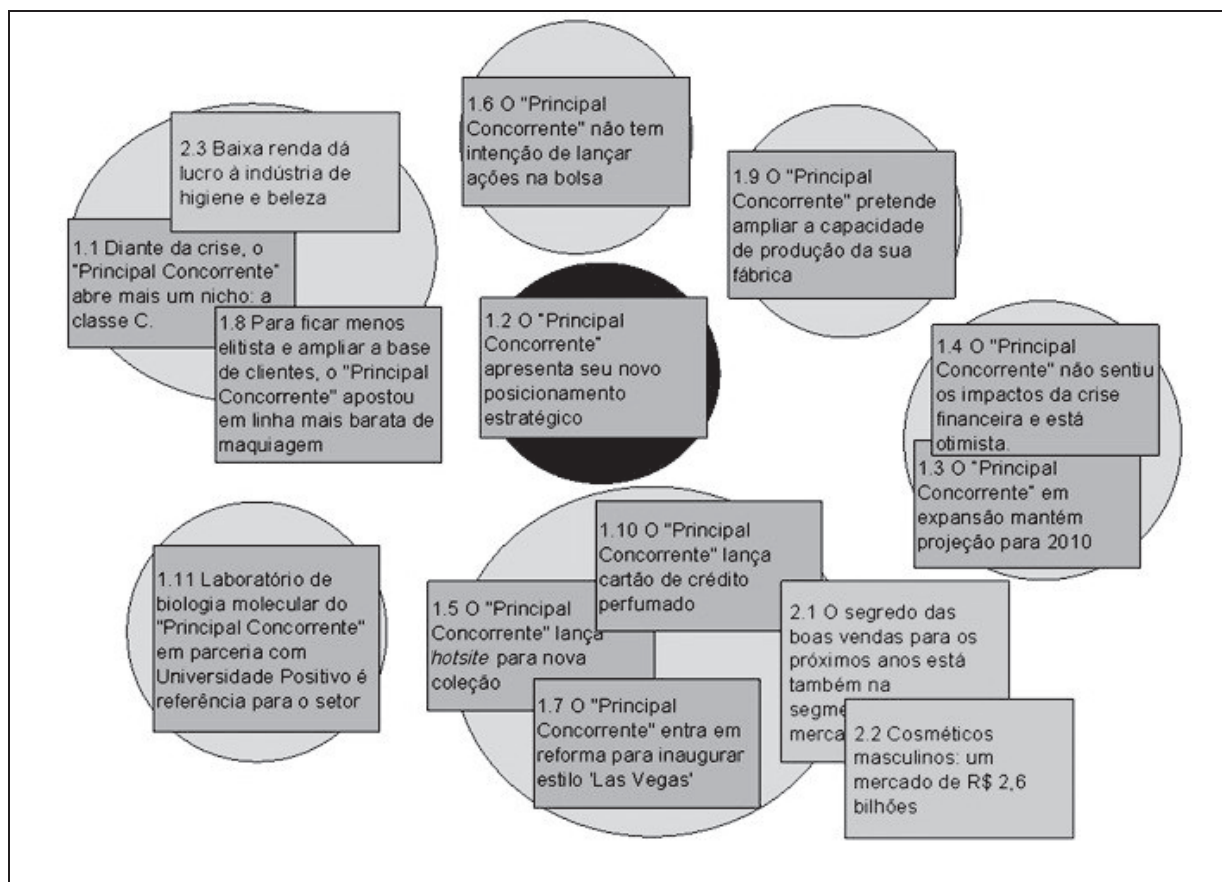 2.3 Baixa renda dá
lucro à indústria de
higiene e beleza
1.1 Diante da crise, o
"Principal Concorrente"
abre mais um nicho: a
classe C.
1.8 Para ficar menos
elitista e ampliar a base
de clientes, o "Principal
Concorrente" apostou
em linha mais barata de
maquiagem
1.6 O "Principal
Concorrente" não tem
intenção de lançar
ações na bolsa
1.9 O "Principal
Concorrente" pretende
ampliar a capacidade
de produção da sua
fábrica
1.2 O "Principal
Concorrente"
apresenta seu novo
posicionamento
estratégico
1.4 O "Principal
Concorrente" não sentiu
os impactos da crise
financeira e está
otimista.
1.3 O "Principal
Concorrente" em
expansão mantém
projeção para 2010
1.11 Laboratório de
biologia molecular do
"Principal Concorrente"
em parceria com
Universidade Positivo é
referência para o setor
1.10 O "Principal
Concorrente" lança
cartão de crédito
perfumado
1.5 O "Principal
Concorrente" lança
hotsite para nova
coleção
1.7 O "Principal
Concorrente" entra em
reforma para inaugurar
estilo 'Las Vegas'
2.1 O segredo das
boas vendas para os
próximos anos está
também na
2.2 Cosméticos
masculinos: um
mercado de R$ 2,6
bilhões